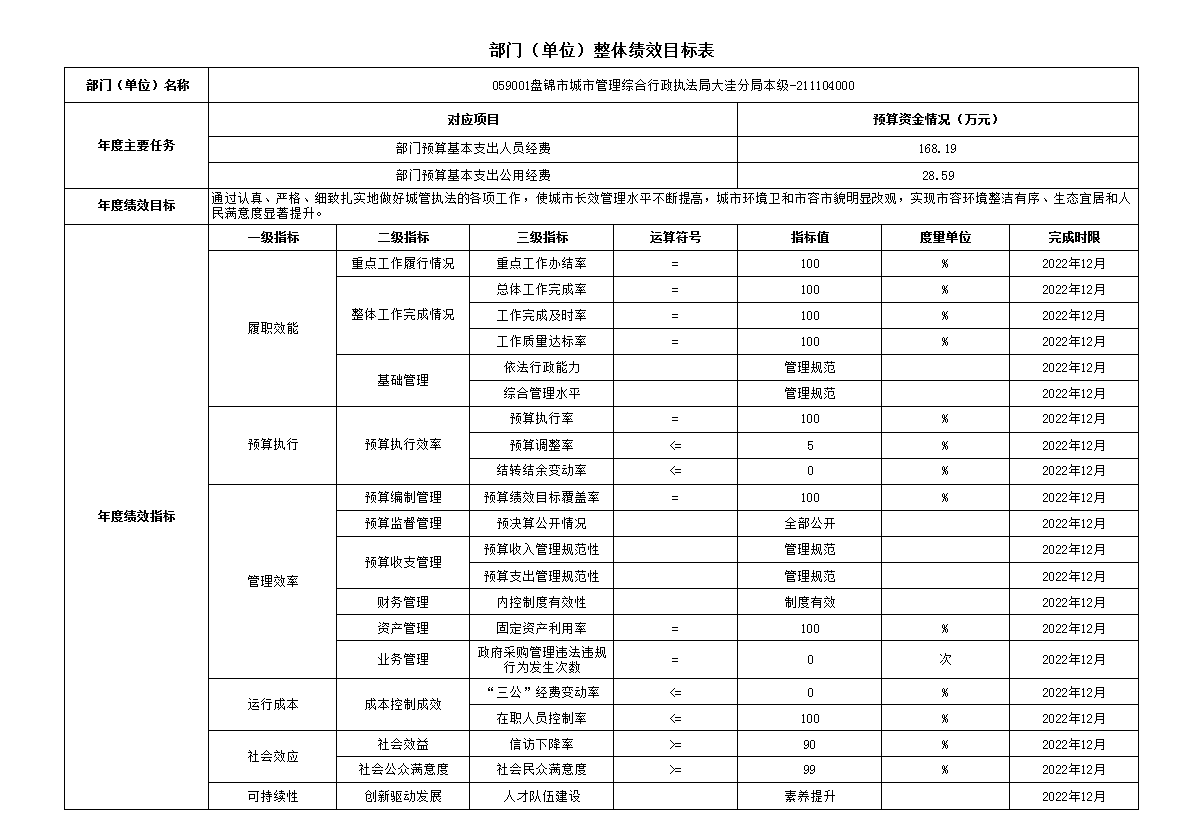 部门（单位）整体绩效目标表
部门（单位）名称 059001盘锦市城市管理综合行政执法局大洼分局本级-211104000
年度主要任务 对应项目 预算资金情况（万元）
部门预算基本支出人员经费 168.19
部门预算基本支出公用经费 28.59
年度绩效目标 通过认真、严格、细致扎实地做好城管执法的各项工作，使城市长效管理水平不断提高，城市环境卫和市容市貌明显改观，实现市容环境整洁有序、生态宜居和人
民满意度显著提升。
年度绩效指标 一级指标 二级指标 三级指标 运算符号 指标值 度量单位 完成时限
履职效能 重点工作履行情况 重点工作办结率 = 100 % 2022年12月
整体工作完成情况 总体工作完成率 = 100 % 2022年12月
工作完成及时率 = 100 % 2022年12月
工作质量达标率 = 100 % 2022年12月
基础管理 依法行政能力 管理规范 2022年12月
综合管理水平 管理规范 2022年12月
预算执行 预算执行效率 预算执行率 = 100 % 2022年12月
预算调整率 <= 5 % 2022年12月
结转结余变动率 <= 0 % 2022年12月
管理效率 预算编制管理 预算绩效目标覆盖率 = 100 % 2022年12月
预算监督管理 预决算公开情况 全部公开 2022年12月
预算收支管理 预算收入管理规范性 管理规范 2022年12月
预算支出管理规范性 管理规范 2022年12月
财务管理 内控制度有效性 制度有效 2022年12月
资产管理 固定资产利用率 = 100 % 2022年12月
业务管理 政府采购管理违法违规
行为发生次数 = 0 次 2022年12月
运行成本 成本控制成效 “三公”经费变动率 <= 0 % 2022年12月
在职人员控制率 <= 100 % 2022年12月
社会效应 社会效益 信访下降率 >= 90 % 2022年12月
社会公众满意度 社会民众满意度 >= 99 % 2022年12月
可持续性 创新驱动发展 人才队伍建设 素养提升 2022年12月